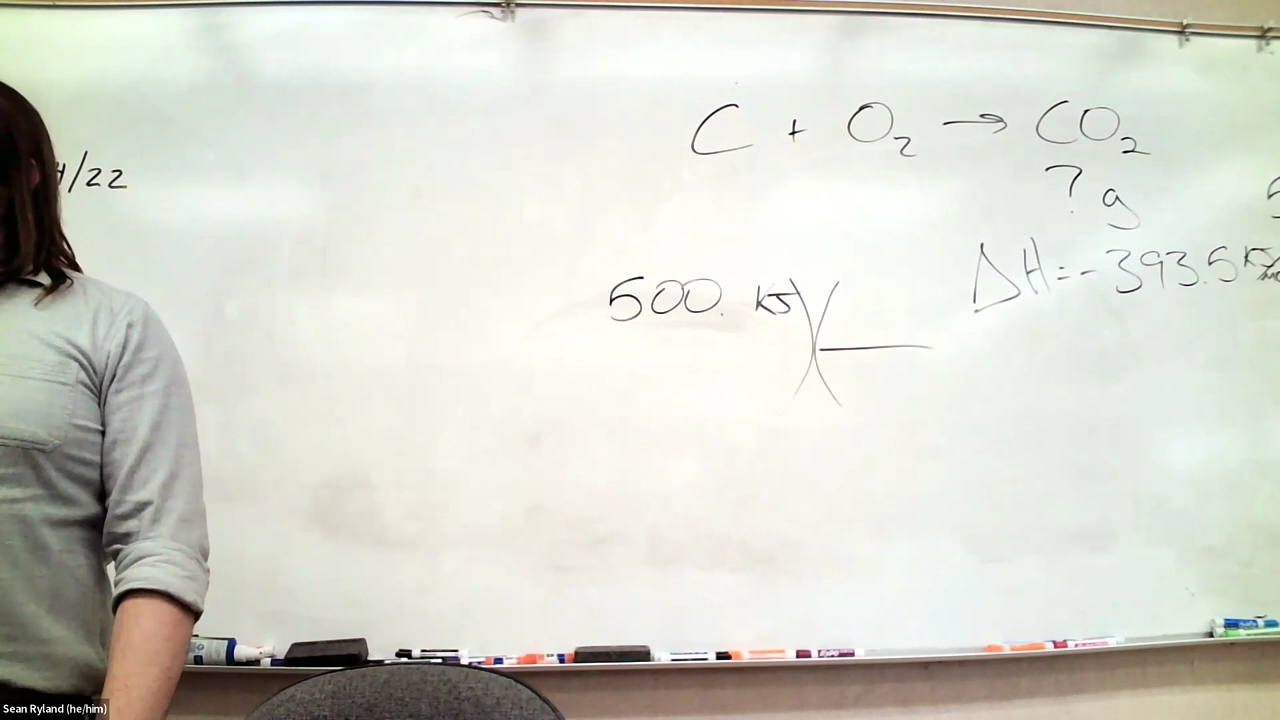 C + O₂ → CO₂
/22
? g
ΔH=-393.5 KJ
500. KJ
Sean Ryland (he/him)